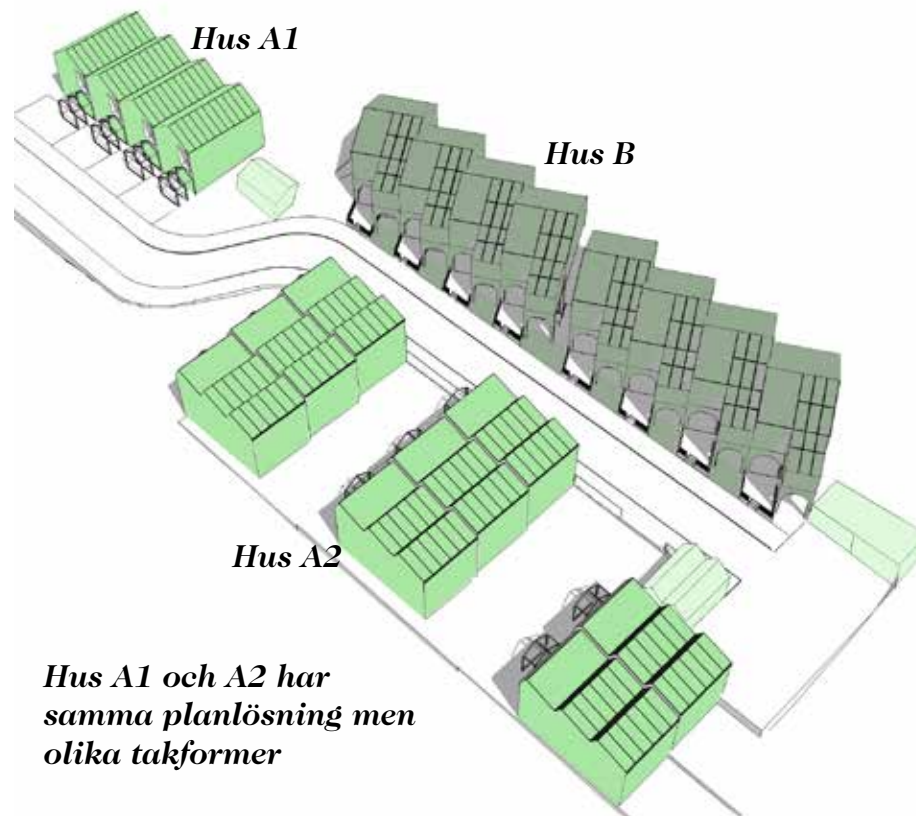 Hus A1
Hus B
Hus A2
Hus A1 och A2 har
samma planlösning men
olika takformer